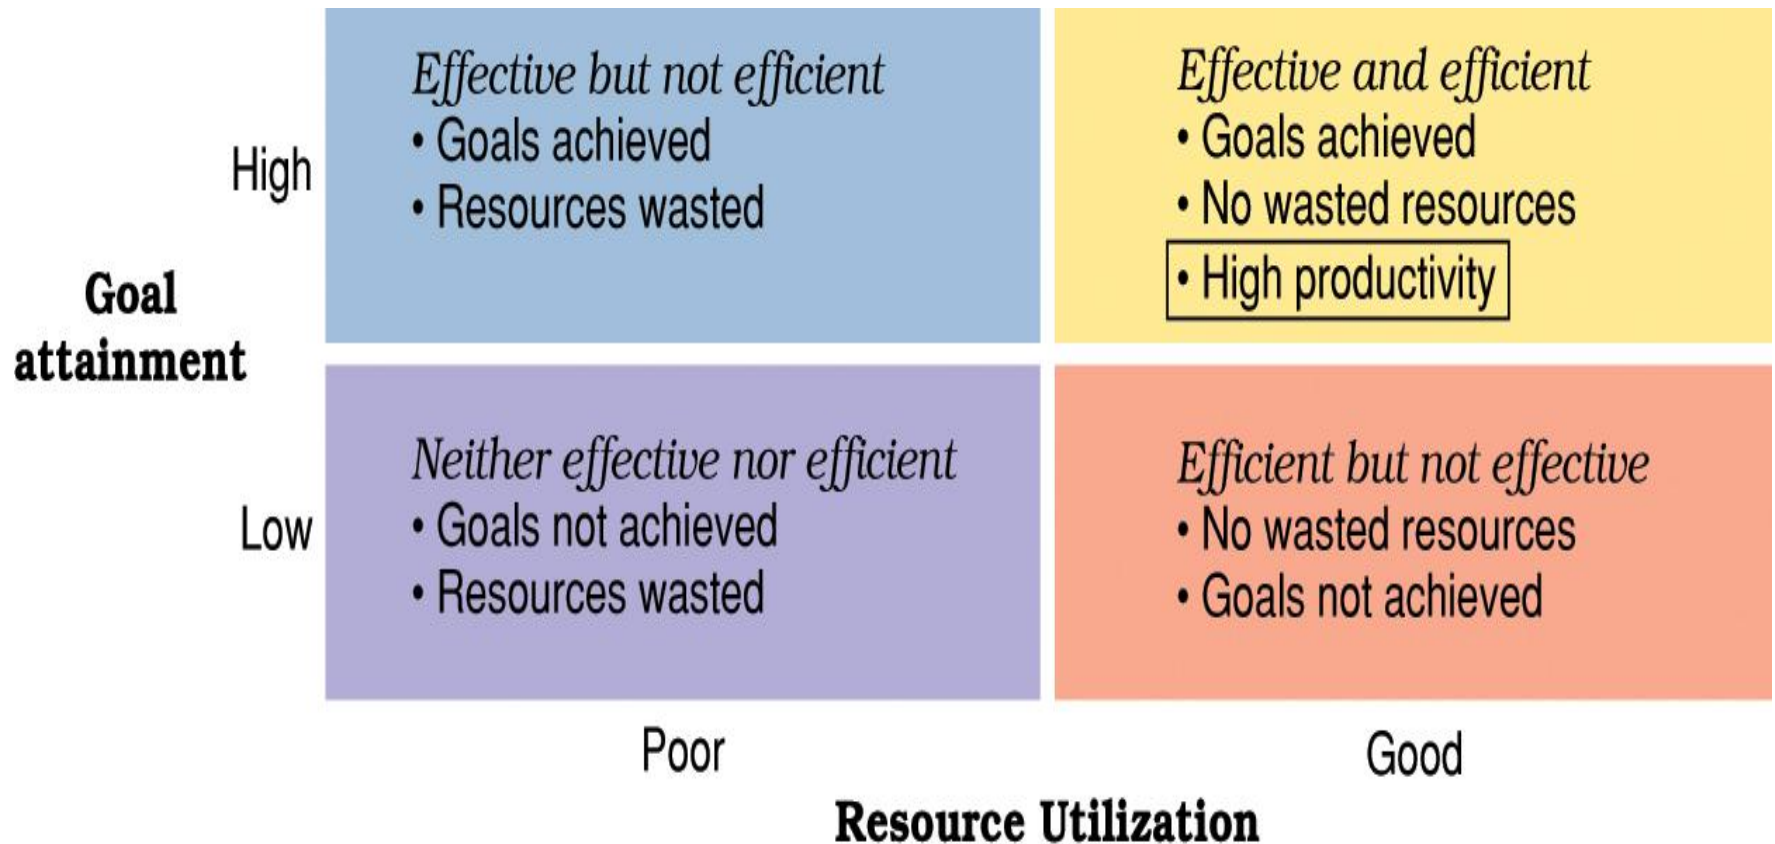 Effective but not efficient
• Goals achieved
• Resources wasted
Effective and efficient
• Goals achieved
• No wasted resources
• High productivity
High
Goal
attainment
Neither effective nor efficient
• Goals not achieved
• Resources wasted
Efficient but not effective
• No wasted resources
• Goals not achieved
Low
Poor
Good
Resource Utilization